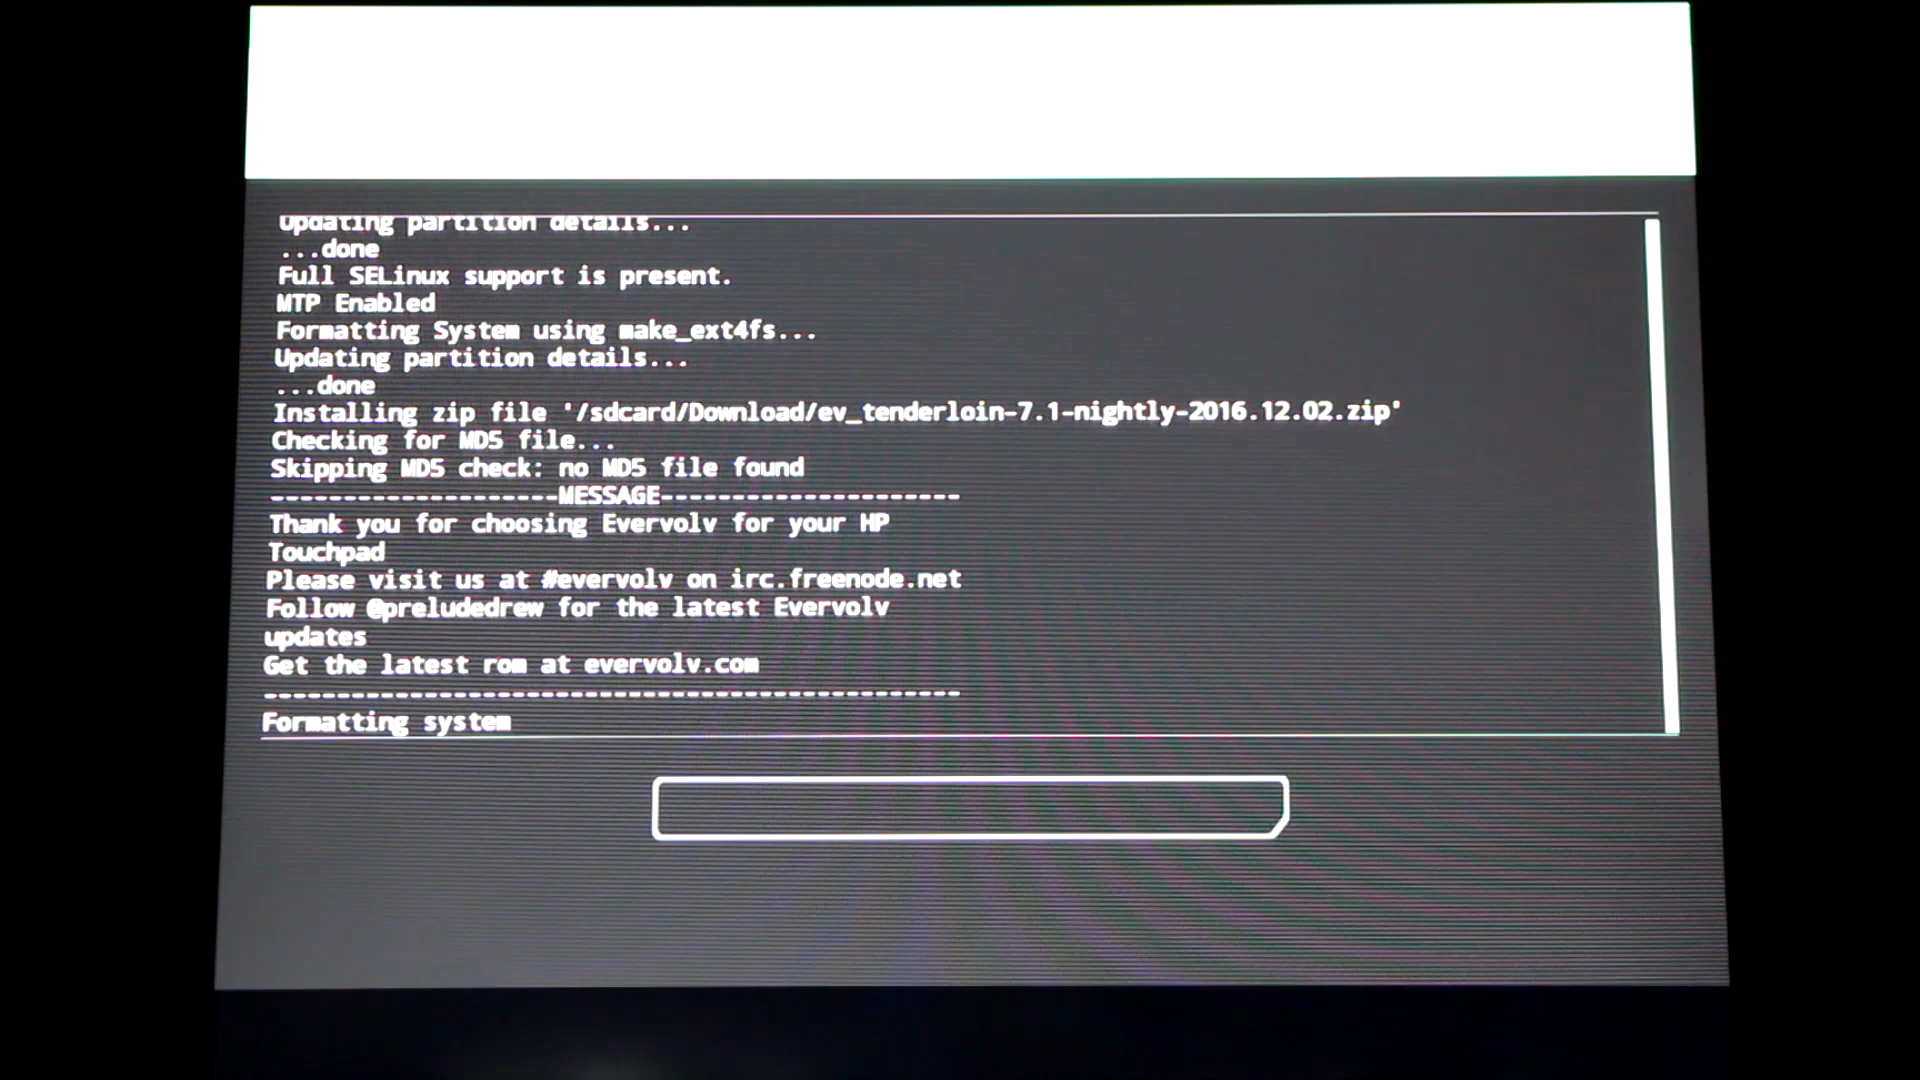 Updating partition details...
...done
Full SELinux support is present.
MTP Enabled
Formatting System using make_ext4fs...
Updating partition details...
...done
Installing zip file '/sdcard/Download/ev_tenderloin-7.1-nightly-2016.12.02.zip'
Checking for MD5 file...
Skipping MD5 check: no MD5 file found
--------------------MESSAGE---------------------
Thank you for choosing Evervolv for your HP
Touchpad
Please visit us at #evervolv on irc.freenode.net
Follow @preludedrew for the latest Evervolv
updates
Get the latest rom at evervolv.com
------------------------------------------------
Formatting system